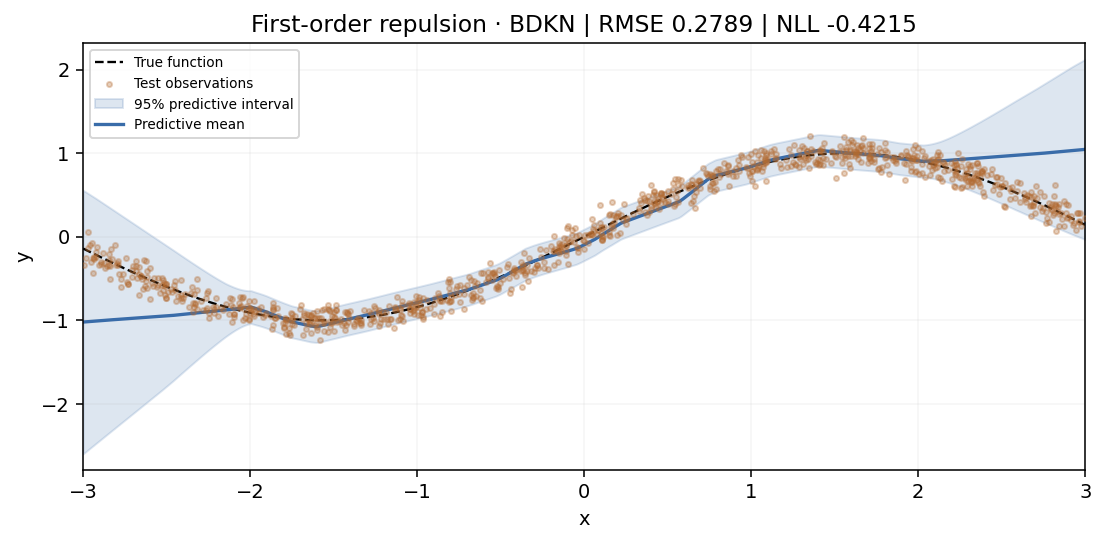 First-order repulsion · BDKN | RMSE 0.2789 | NLL -0.4215
True function
Test observations
95% predictive interval
Predictive mean
y
2
1
0
−1
−2
−3
−2
−1
0
1
2
3
x